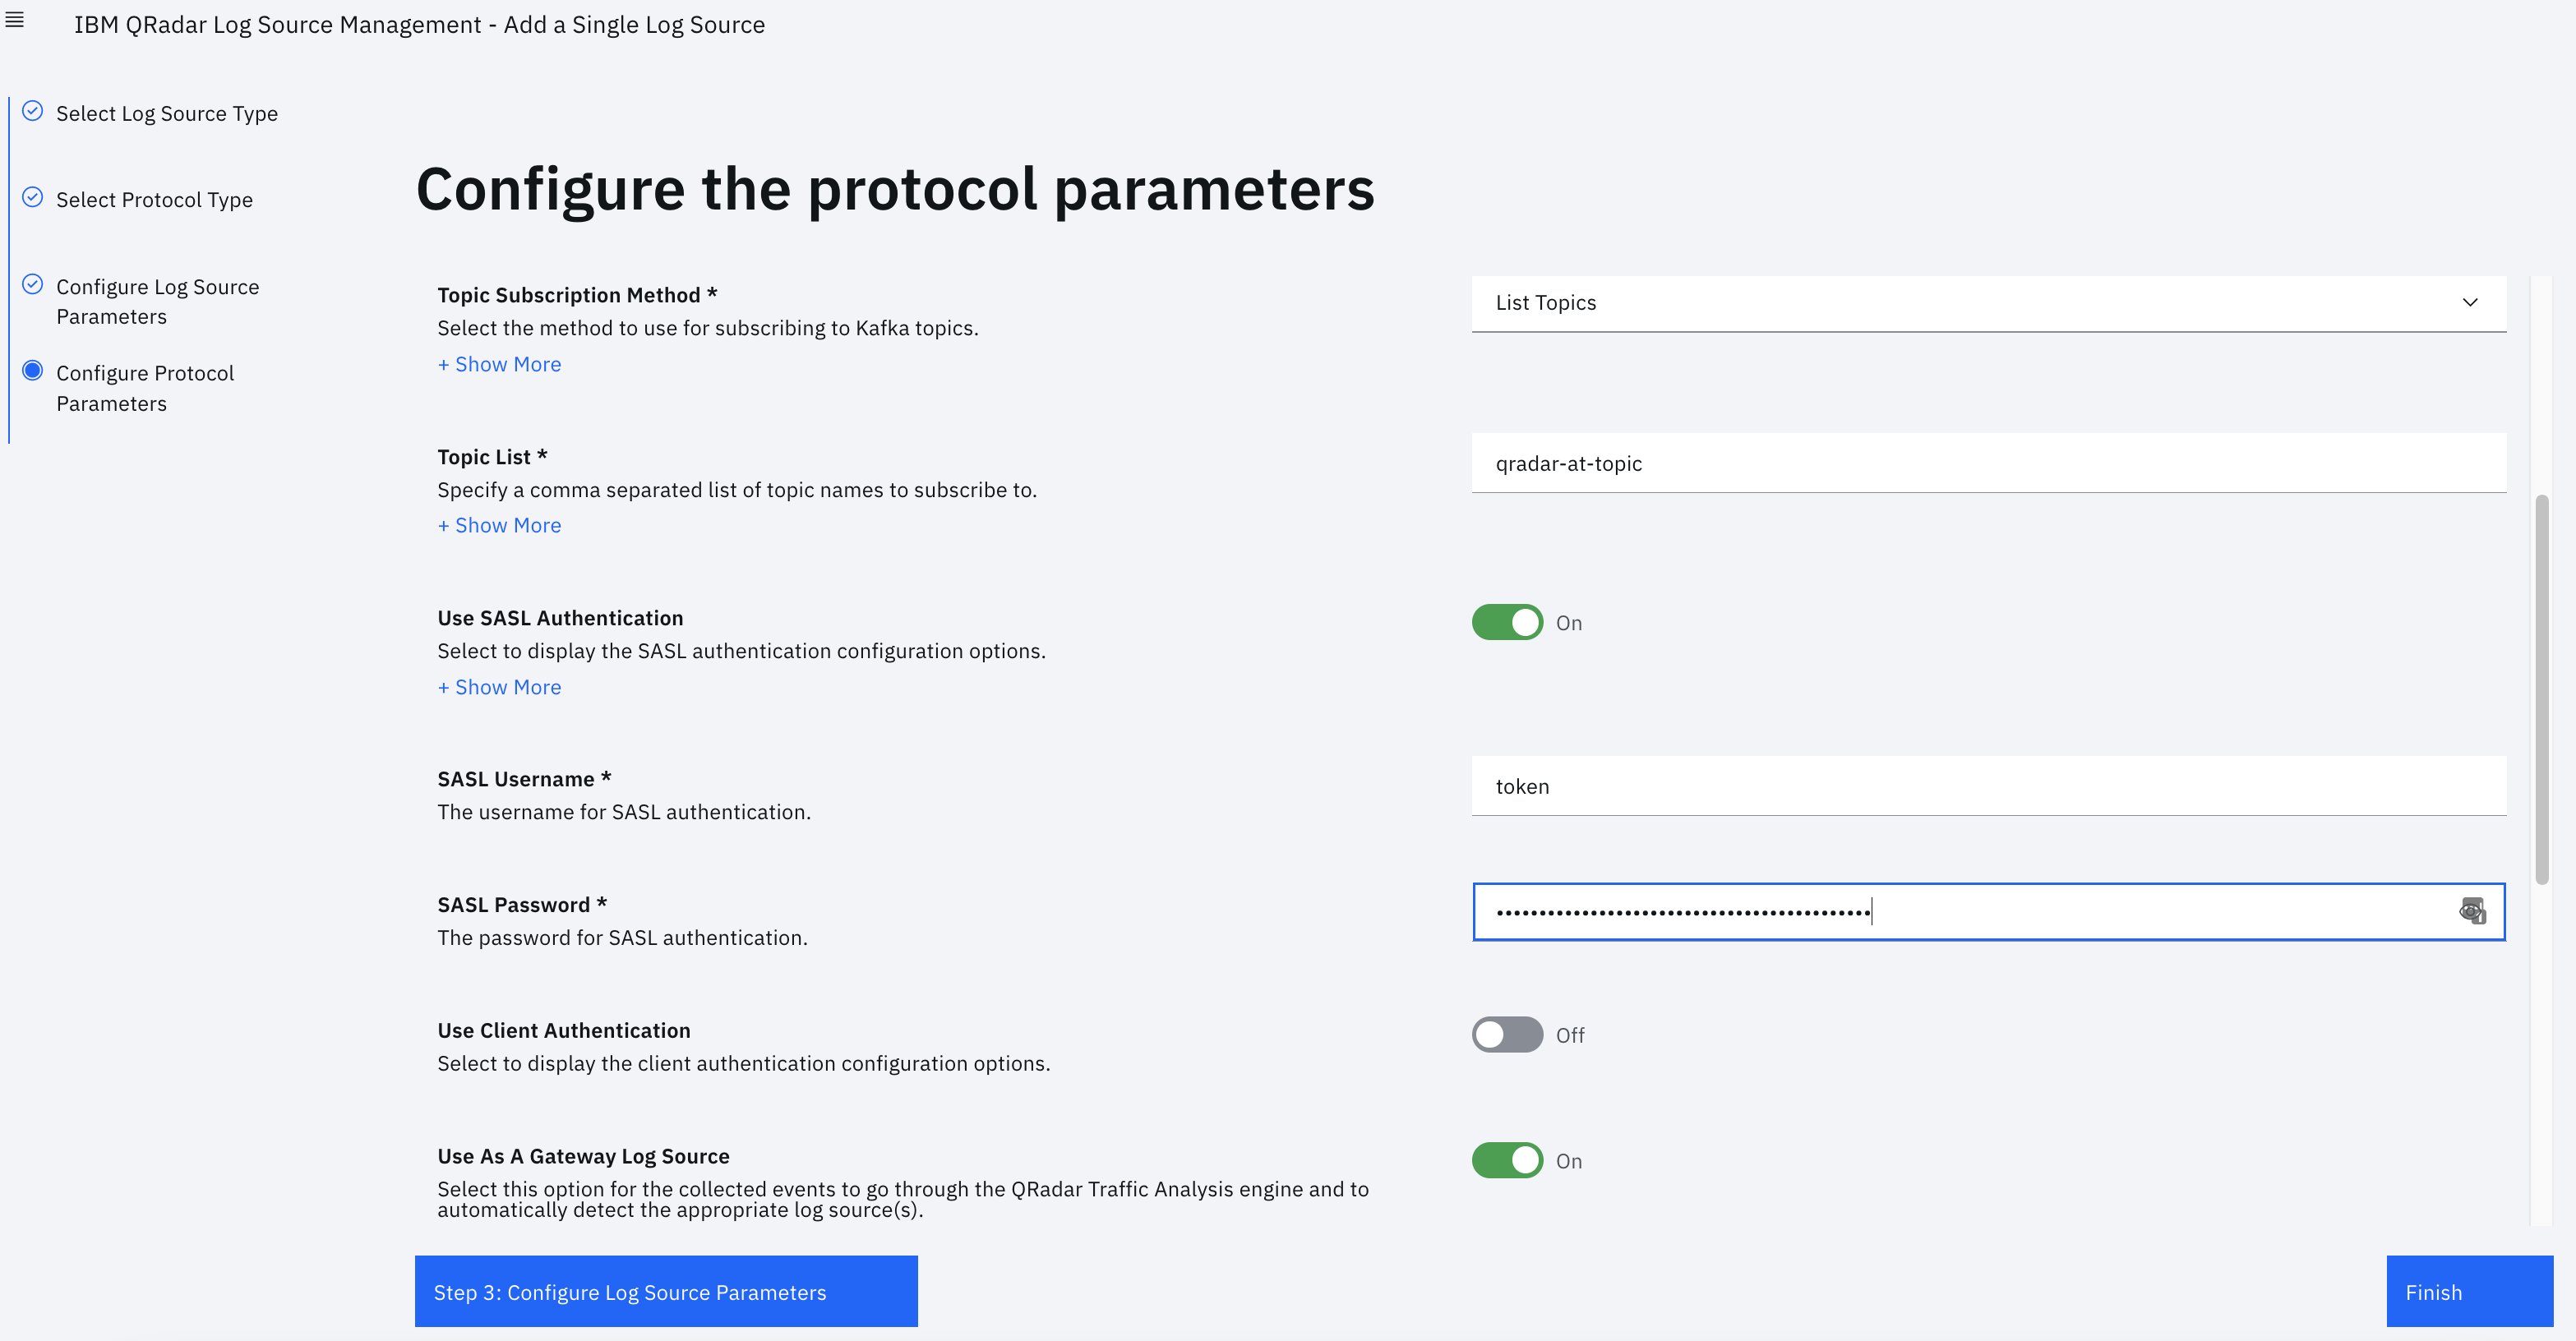 IBM QRadar Log Source Management - Add a Single Log Source
Select Log Source Type
Select Protocol Type
Configure Log Source
Parameters
Configure Protocol
Parameters
Configure the protocol parameters
Topic Subscription Method *
Select the method to use for subscribing to Kafka topics.
+ Show More
List Topics
Topic List *
Specify a comma separated list of topic names to subscribe to.
+ Show More
qradar-at-topic
Use SASL Authentication
Select to display the SASL authentication configuration options.
+ Show More
On
SASL Username *
The username for SASL authentication.
token
SASL Password *
The password for SASL authentication.
Use Client Authentication
Select to display the client authentication configuration options.
Off
Use As A Gateway Log Source
Select this option for the collected events to go through the QRadar Traffic Analysis engine and to
automatically detect the appropriate log source(s).
On
Step 3: Configure Log Source Parameters
Finish